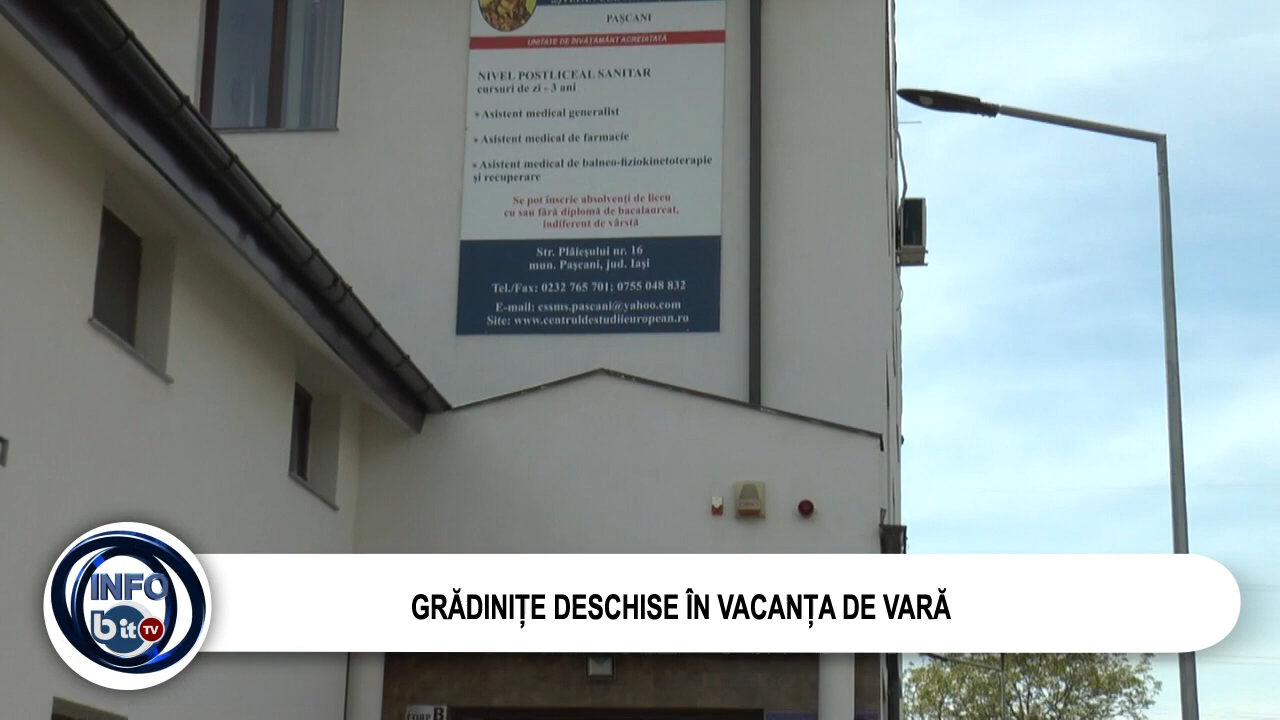 PAȘCANI
UNITATE DE ÎNVĂȚĂMÂNT ACREDITATĂ
NIVEL POSTLICEAL SANITAR
cursuri de zi - 3 ani
• Asistent medical generalist
• Asistent medical de farmacie
• Asistent medical de balneo-fiziokinetoterapie
și recuperare
Se pot înscrie absolvenți de liceu
cu sau fără diplomă de bacalaureat,
indiferent de vârstă
Str. Plăieșului nr. 16
mun. Pașcani, jud. Iași
Tel./Fax: 0232 765 701; 0755 048 832
E-mail: cssms.pascani@yahoo.com
Site: www.centruldestudiieuropean.ro
INFO
bit TV
GRĂDINIȚE DESCHISE ÎN VACANȚA DE VARĂ